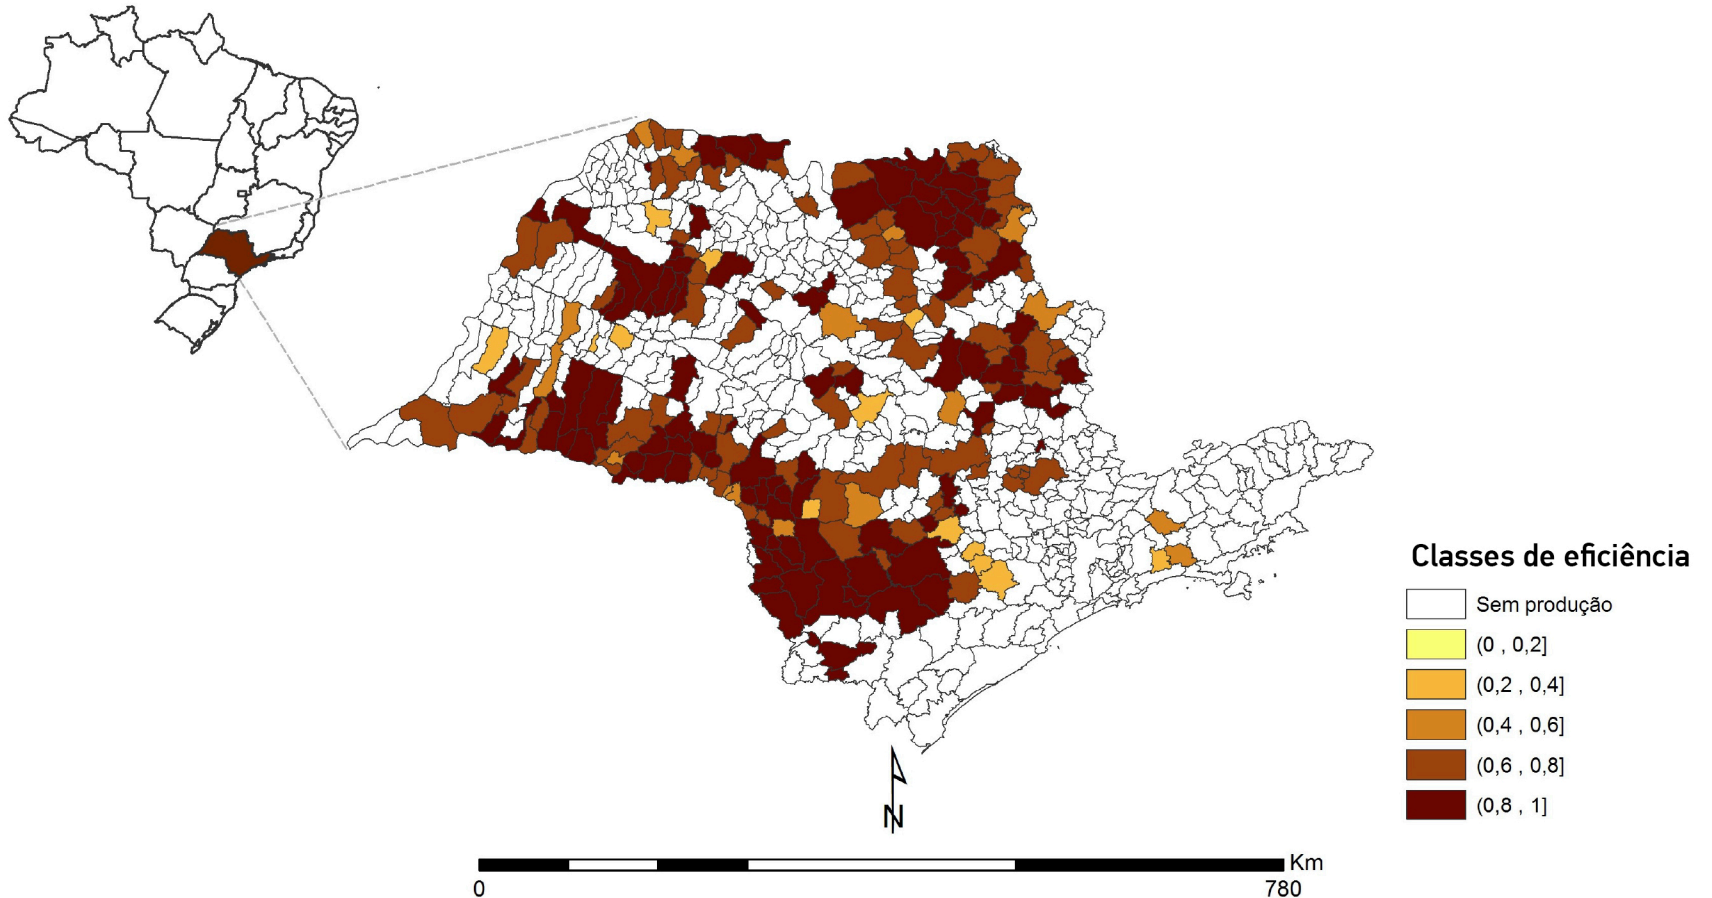 Classes de eficiência
Sem produção
(0 , 0,2]
(0,2 , 0,4]
(0,4 , 0,6]
(0,6 , 0,8]
(0,8 , 1]
N
Km
0
780